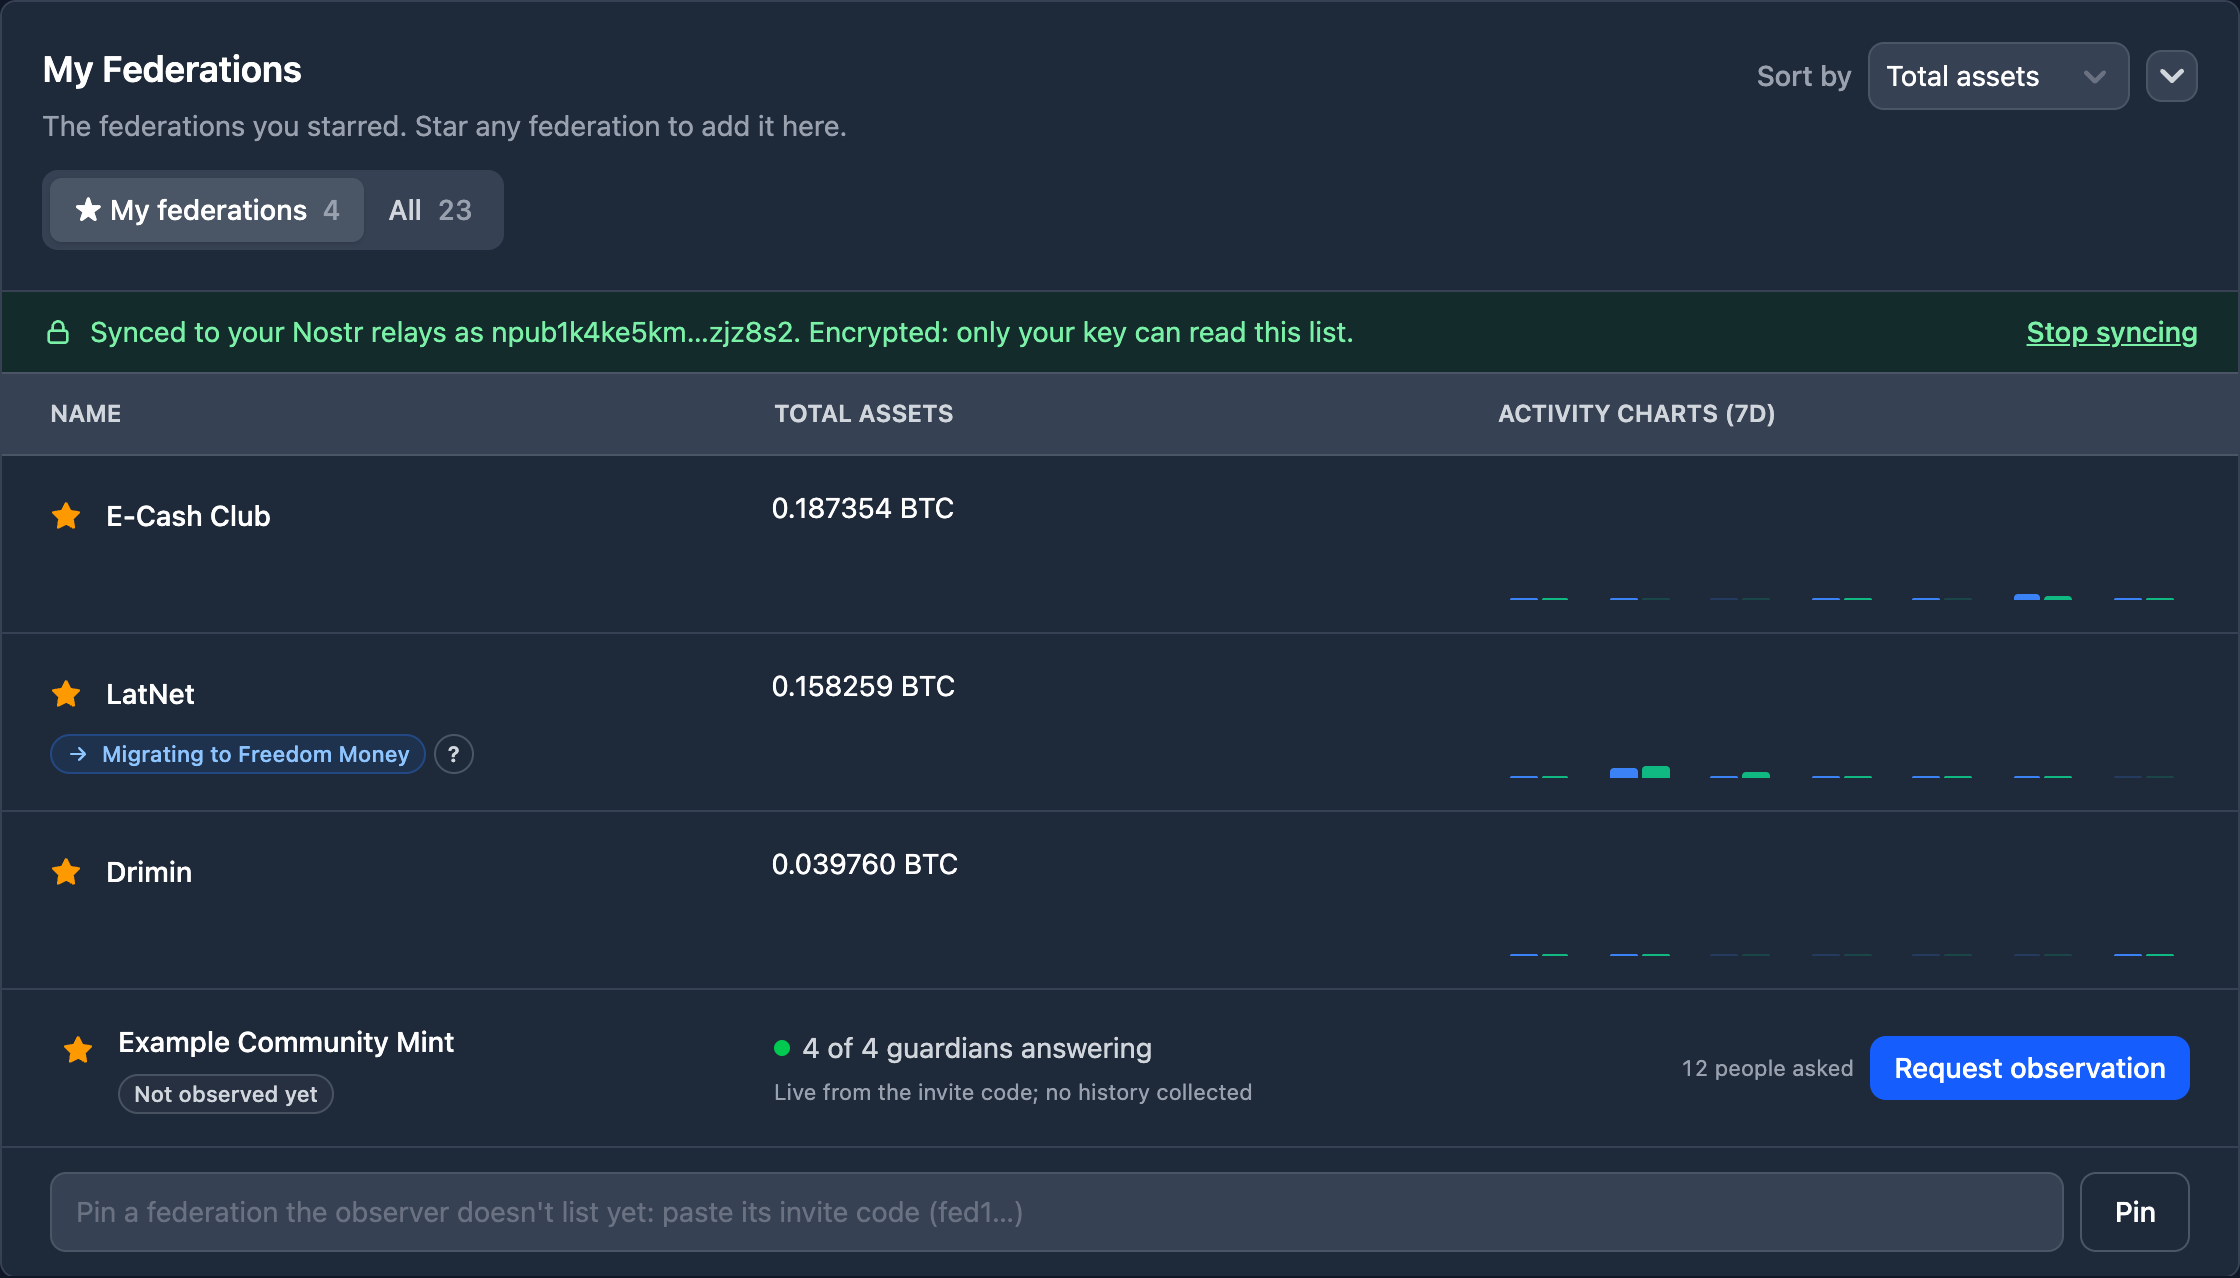 My Federations
Sort by
Total assets
The federations you starred. Star any federation to add it here.
My federations 4
All 23
Synced to your Nostr relays as npub1k4ke5km...zjz8s2. Encrypted: only your key can read this list.
Stop syncing
NAME
TOTAL ASSETS
ACTIVITY CHARTS (7D)
E-Cash Club
0.187354 BTC
LatNet
0.158259 BTC
→ Migrating to Freedom Money
?
Drimin
0.039760 BTC
Example Community Mint
Not observed yet
4 of 4 guardians answering
Live from the invite code; no history collected
12 people asked
Request observation
Pin a federation the observer doesn't list yet: paste its invite code (fed1...)
Pin